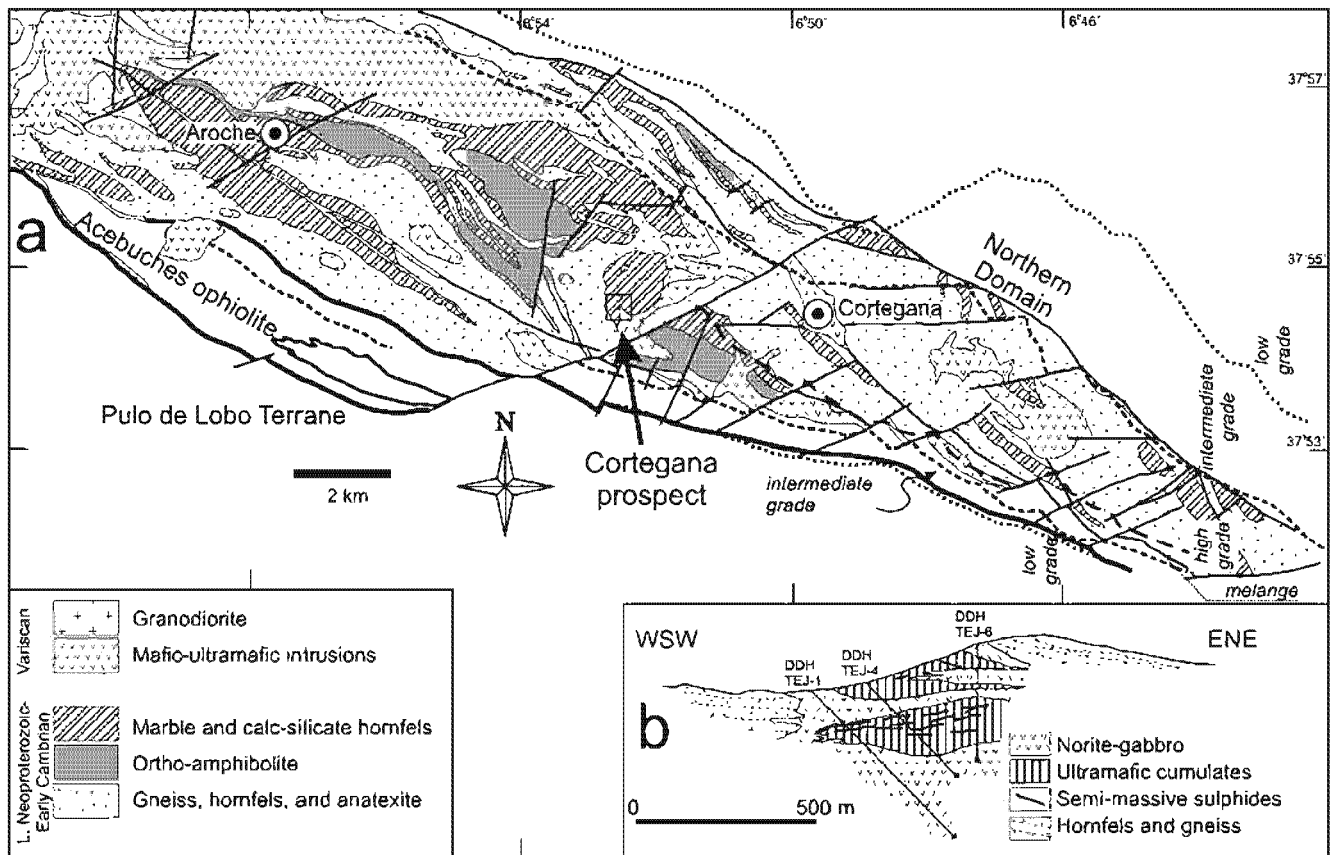 6°54'
6°50'
6°46'
37°57'
Aroche
a
Acebuches ophiolite
37°55'
Northern
Domain
Cortegana
low
grade
intermediate
grade
Pulo de Lobo Terrane
N
Cortegana
prospect
37°53'
2 km
intermediate
grade
low
grade
high
grade
melange
Variscan
Granodiorite
Mafic-ultramafic intrusions
L. Neoproterozoic-
Early Cambrian
Marble and calc-silicate hornfels
Ortho-amphibolite
Gneiss, hornfels, and anatexite
WSW
DDH
TEJ-1
DDH
TEJ-4
DDH
TEJ-6
ENE
b
0
500 m
Norite-gabbro
Ultramafic cumulates
Semi-massive sulphides
Hornfels and gneiss